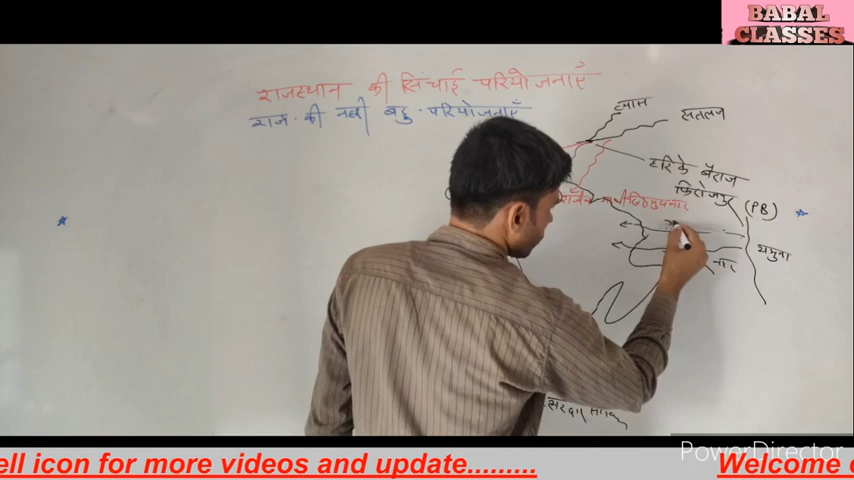 BABAL
CLASSES
राजस्थान की सिंचाई परियोजनाएँ
राज. की नदी बहु. परियोजनाएँ
व्यास
सतलज
हरिके बैराज
फिरोजपुर (PB)
यमुना
सरदार
PowerDirector
ell icon for more videos and update.........
Welcome